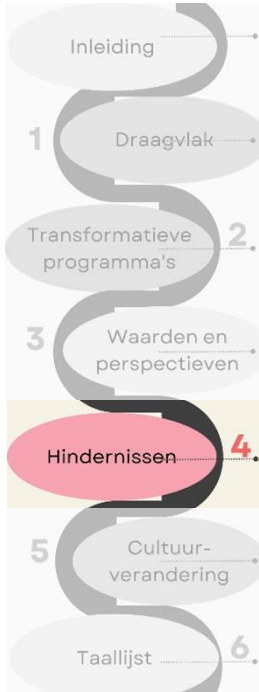 Inleiding
1
Draagvlak
Transformatieve
programma's
2
3
Waarden en
perspectieven
Hindernissen
4
5
Cultuur-
verandering
Taallijst
6